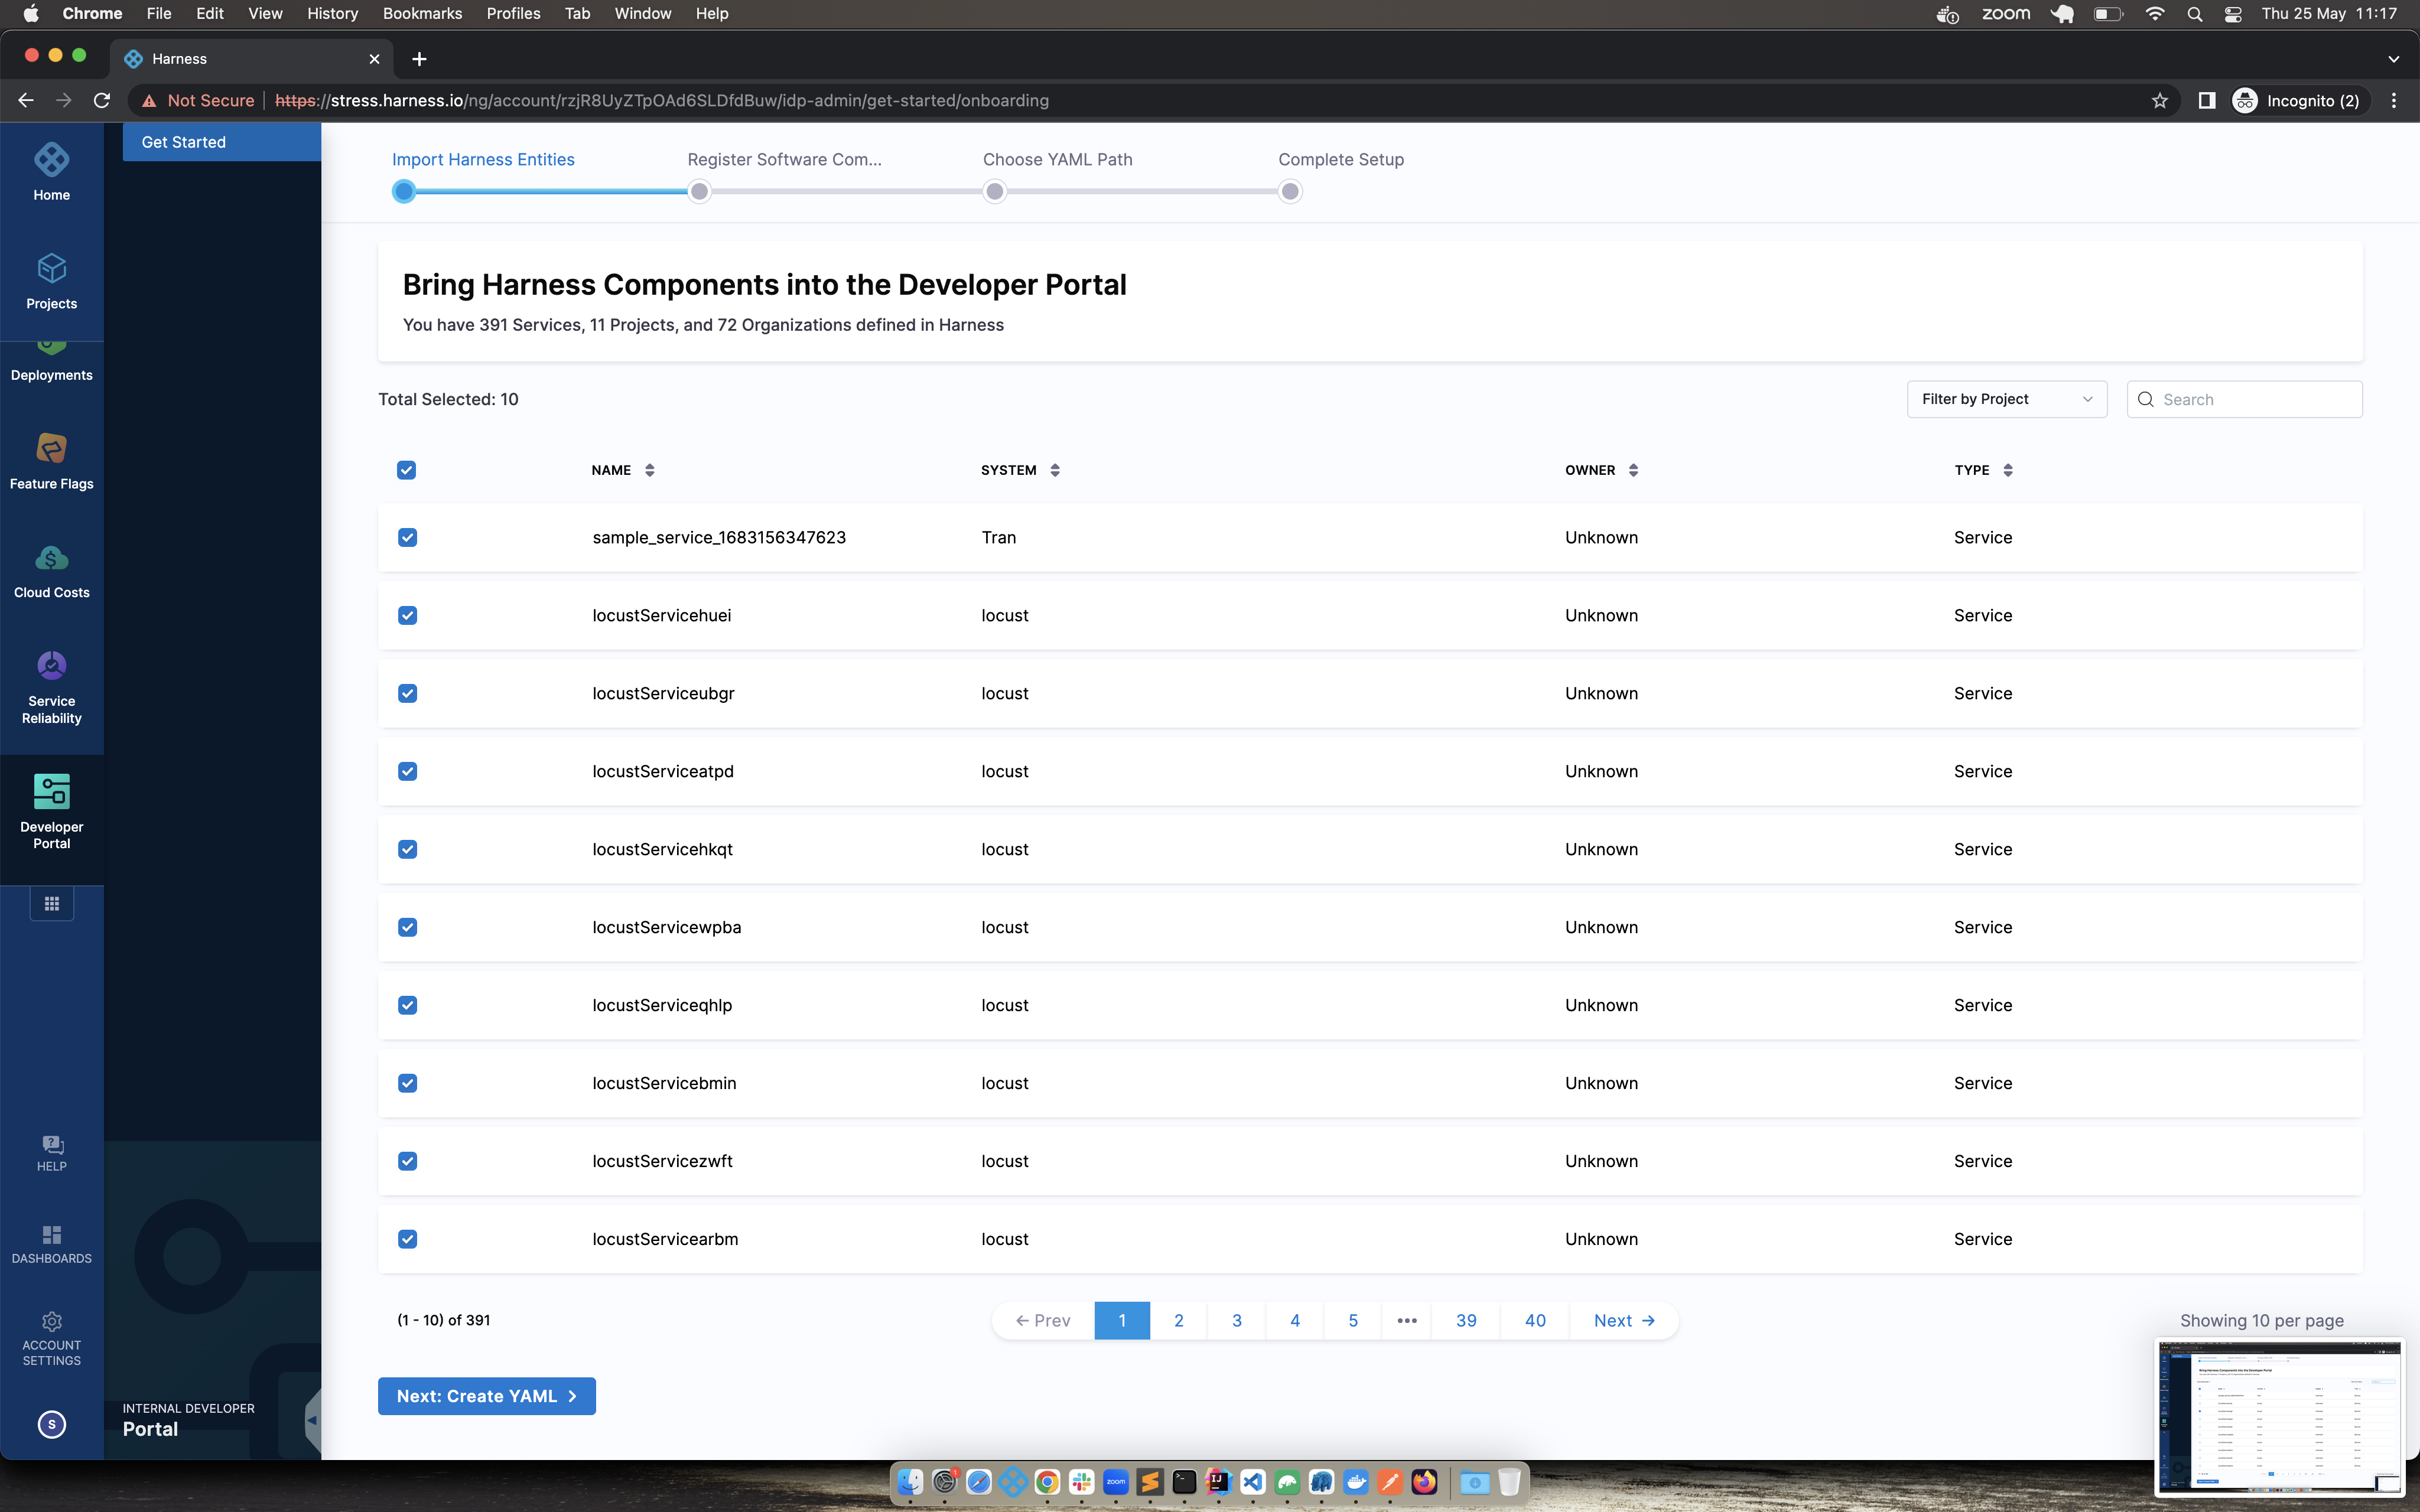 Chrome File Edit View History Bookmarks Profiles Tab Window Help zoom Thu 25 May 11:17
Harness
Not Secure https://stress.harness.io/ng/account/rzjR8UyZTpOAd6SLDfdBuw/idp-admin/get-started/onboarding Incognito (2)
Home
Projects
Deployments
Feature Flags
Cloud Costs
Service
Reliability
Developer
Portal
HELP
DASHBOARDS
ACCOUNT
SETTINGS
S
Get Started
INTERNAL DEVELOPER
Portal
Import Harness Entities Register Software Com... Choose YAML Path Complete Setup
Bring Harness Components into the Developer Portal
You have 391 Services, 11 Projects, and 72 Organizations defined in Harness
Total Selected: 10 Filter by Project Search
NAME SYSTEM OWNER TYPE
sample_service_1683156347623 Tran Unknown Service
locustServicehuei locust Unknown Service
locustServiceubgr locust Unknown Service
locustServiceatpd locust Unknown Service
locustServicehkqt locust Unknown Service
locustServicewpba locust Unknown Service
locustServiceqhlp locust Unknown Service
locustServicebmin locust Unknown Service
locustServicezwft locust Unknown Service
locustServicearbm locust Unknown Service
(1 - 10) of 391 Prev 1 2 3 4 5 ••• 39 40 Next Showing 10 per page
Next: Create YAML
1 zoom IJ